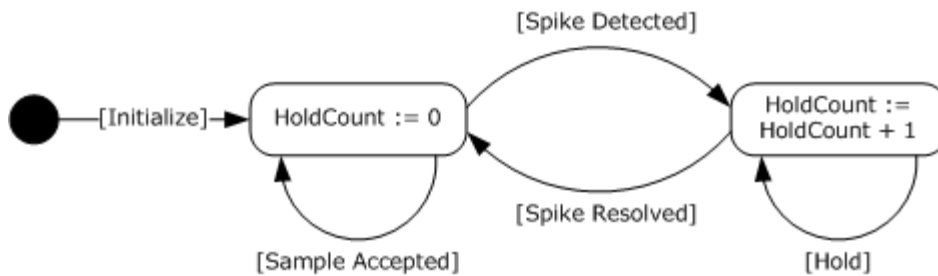 [Spike Detected]
[Initialize]
HoldCount := 0
HoldCount :=
HoldCount + 1
[Spike Resolved]
[Sample Accepted]
[Hold]